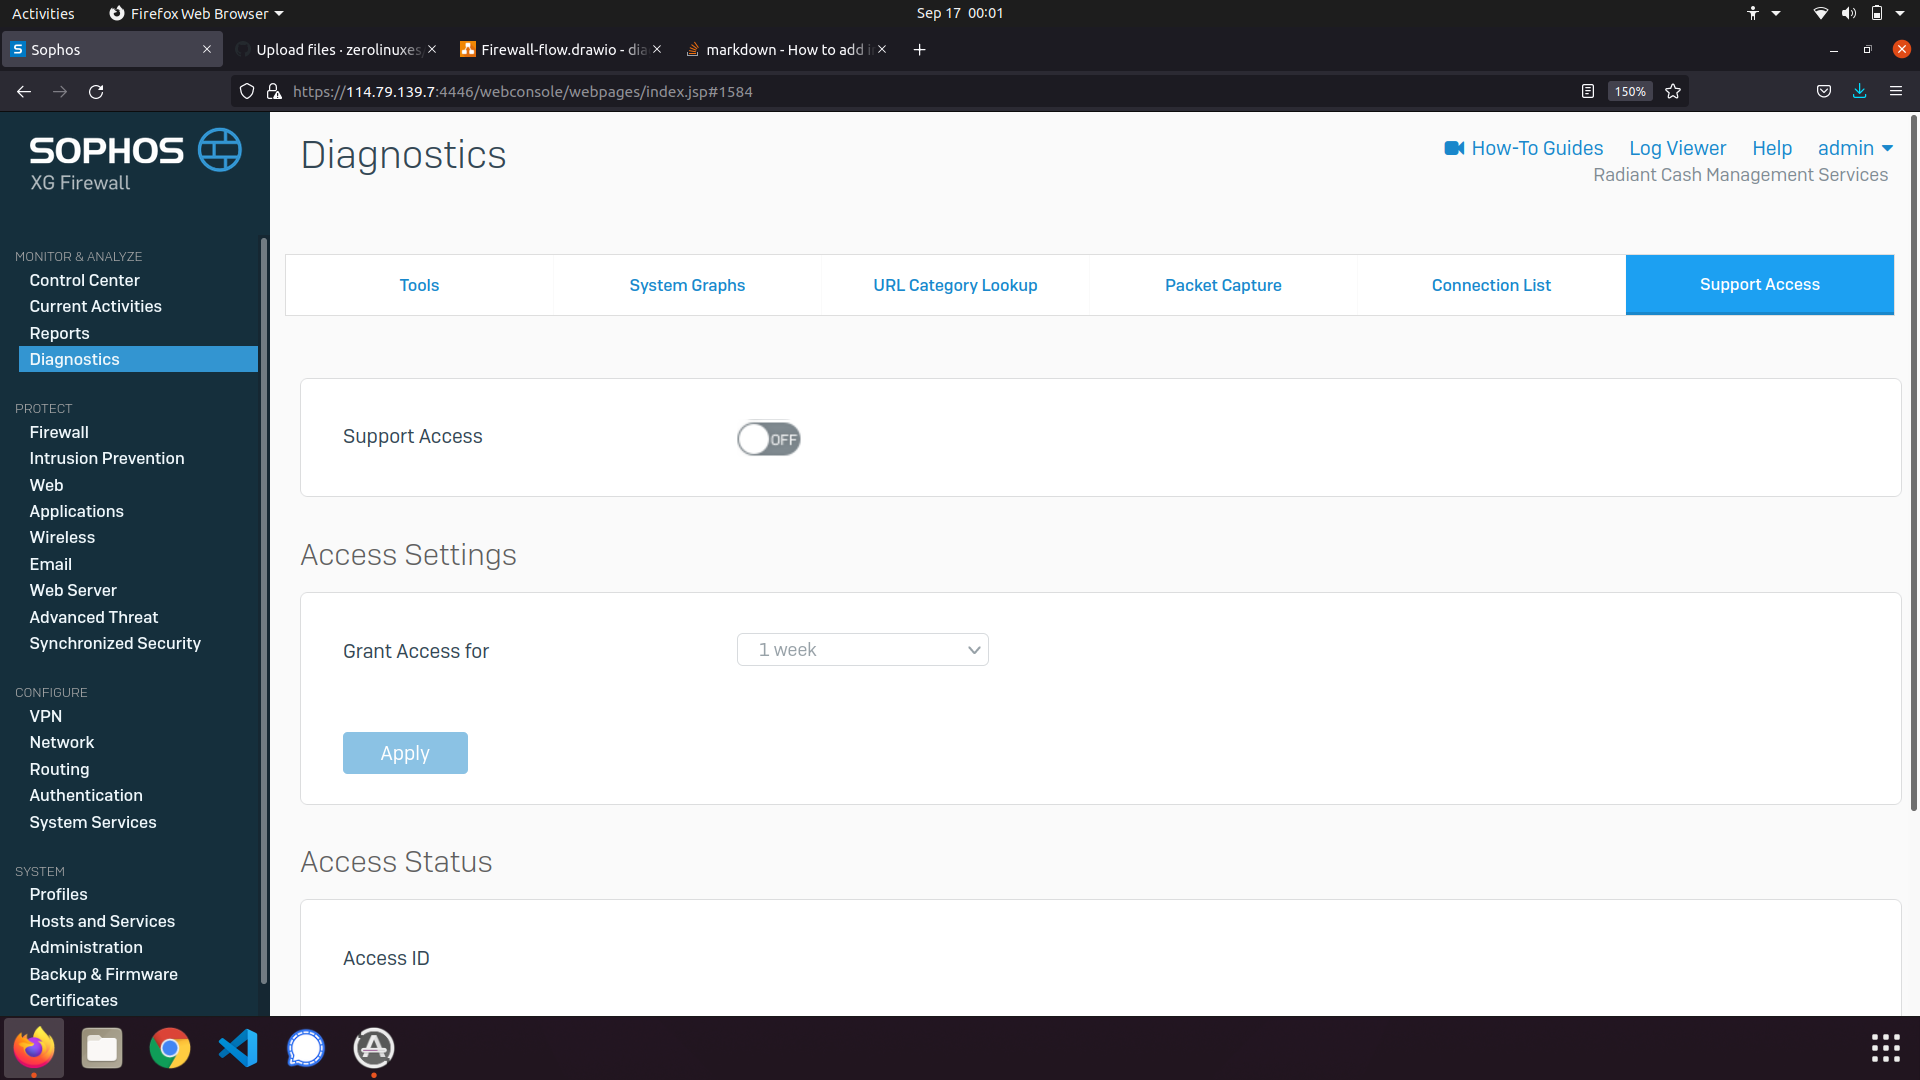 Activities
Firefox Web Browser
Sep 17 00:01
Sophos
Upload files · zerolinuxes
Firewall-flow.drawio - dia
markdown - How to add i
https://114.79.139.7:4446/webconsole/webpages/index.jsp#1584
150%
SOPHOS
XG Firewall
Diagnostics
How-To Guides
Log Viewer
Help
admin
Radiant Cash Management Services
Tools
System Graphs
URL Category Lookup
Packet Capture
Connection List
Support Access
MONITOR & ANALYZE
Control Center
Current Activities
Reports
Diagnostics
PROTECT
Firewall
Intrusion Prevention
Web
Applications
Wireless
Email
Web Server
Advanced Threat
Synchronized Security
CONFIGURE
VPN
Network
Routing
Authentication
System Services
SYSTEM
Profiles
Hosts and Services
Administration
Backup & Firmware
Certificates
Support Access
OFF
Access Settings
Grant Access for
1 week
Apply
Access Status
Access ID